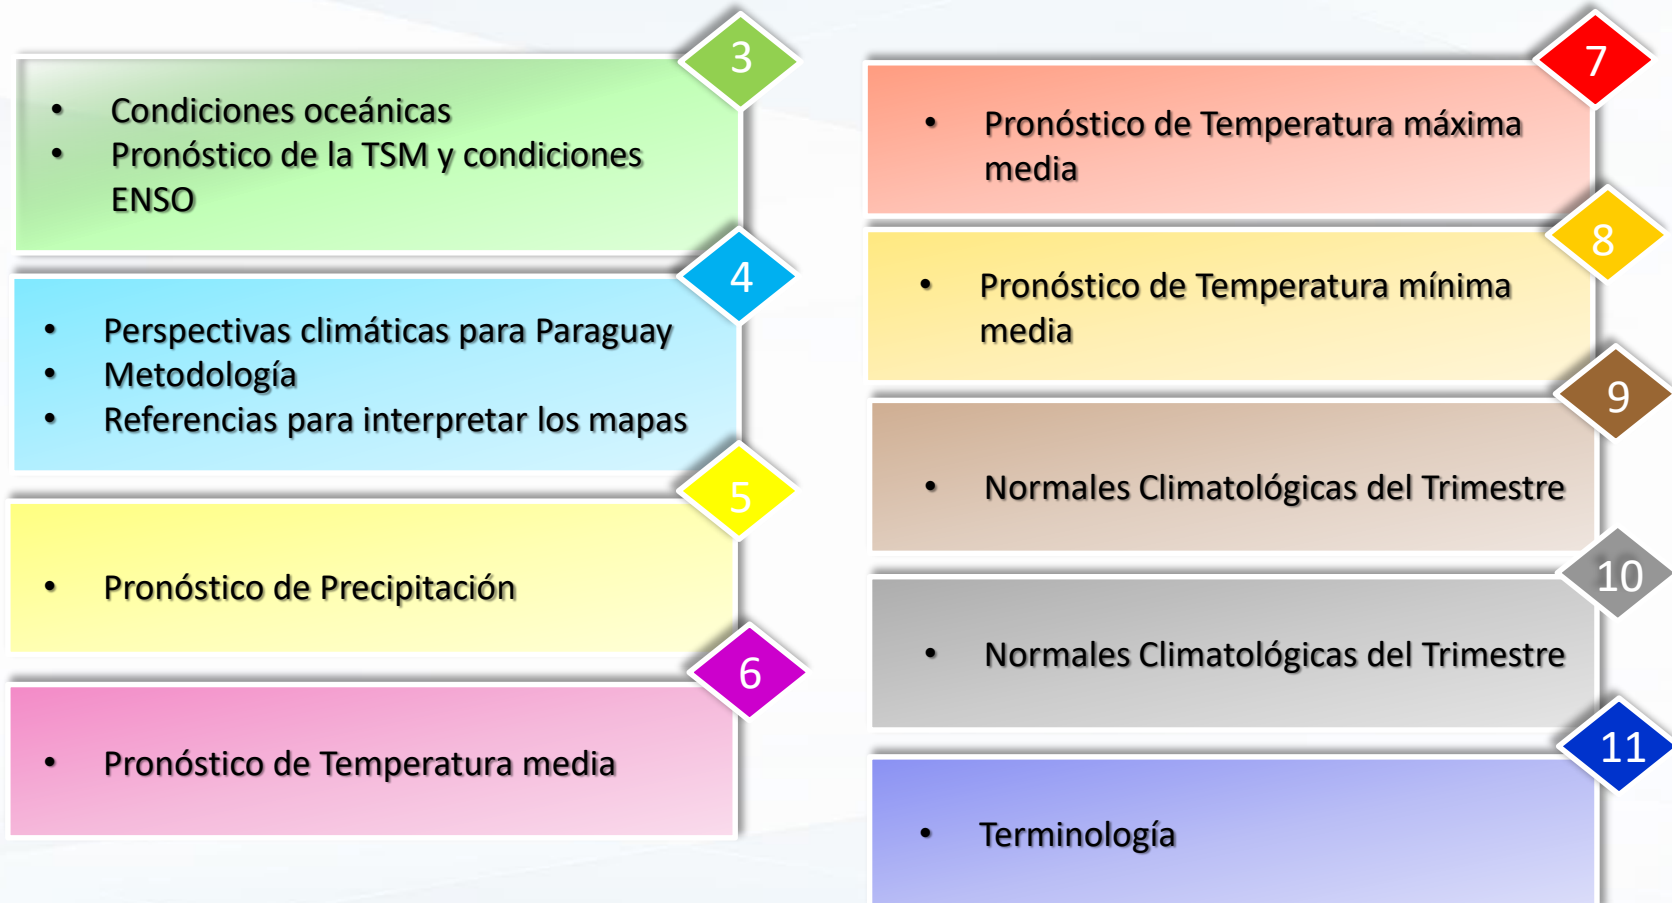 3
• Condiciones oceánicas
• Pronóstico de la TSM y condiciones
ENSO
4
• Perspectivas climáticas para Paraguay
• Metodología
• Referencias para interpretar los mapas
5
• Pronóstico de Precipitación
6
• Pronóstico de Temperatura media
7
• Pronóstico de Temperatura máxima
media
8
• Pronóstico de Temperatura mínima
media
9
• Normales Climatológicas del Trimestre
10
• Normales Climatológicas del Trimestre
11
• Terminología